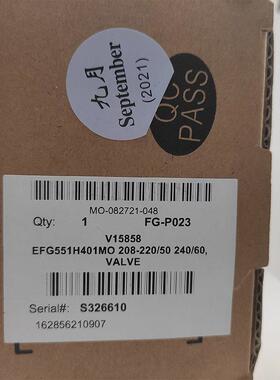 九月
September
(2021)
QC
PASS
MO-082721-048
Qty: 1 FG-P023
V15858
EFG551H401MO 208-220/50 240/60,
VALVE
Serial#: S326610
162856210907